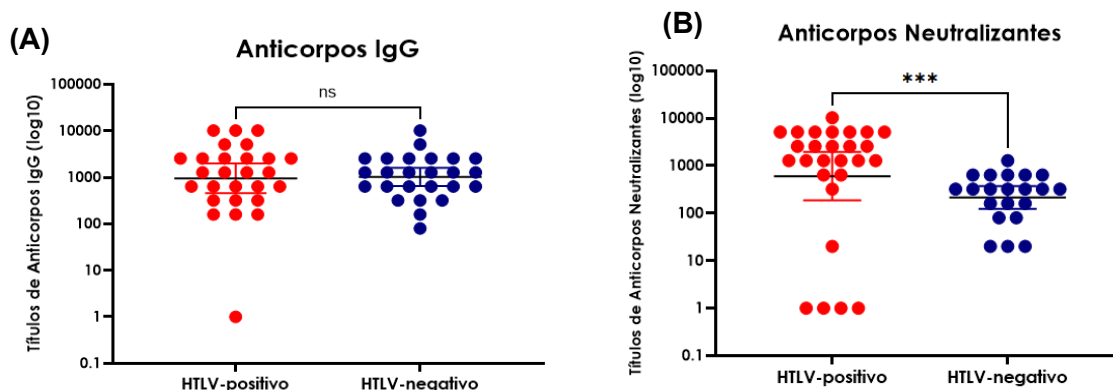 (A)
Anticorpos IgG
Títulos de Anticorpos IgG (log10)
100000
10000
1000
100
10
1
0.1
ns
HTLV-positivo
HTLV-negativo
(B)
Anticorpos Neutralizantes
Títulos de Anticorpos Neutralizantes (log10)
100000
10000
1000
100
10
1
0.1
***
HTLV-positivo
HTLV-negativo